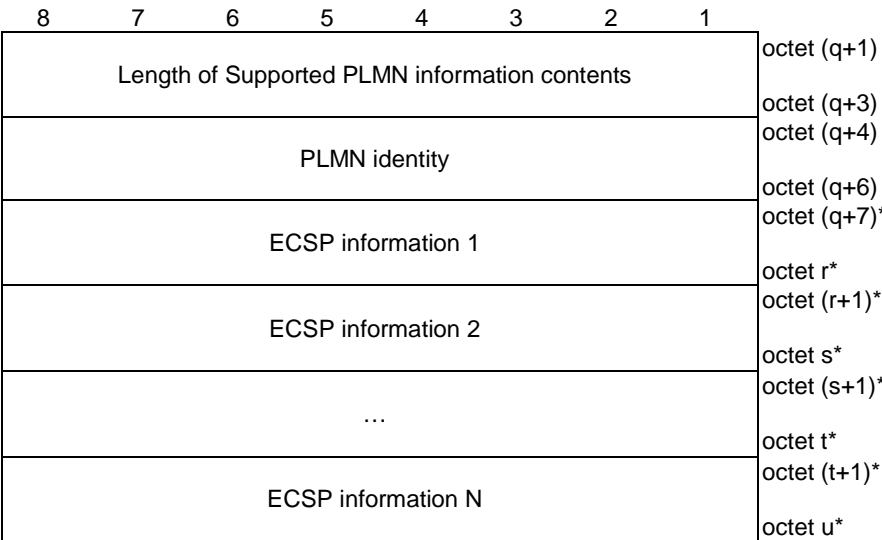 8 7 6 5 4 3 2 1
Length of Supported PLMN information contents
octet (q+1)
octet (q+3)
PLMN identity
octet (q+4)
octet (q+6)
ECSP information 1
octet (q+7)*
octet r*
ECSP information 2
octet (r+1)*
octet s*
…
octet (s+1)*
octet t*
ECSP information N
octet (t+1)*
octet u*